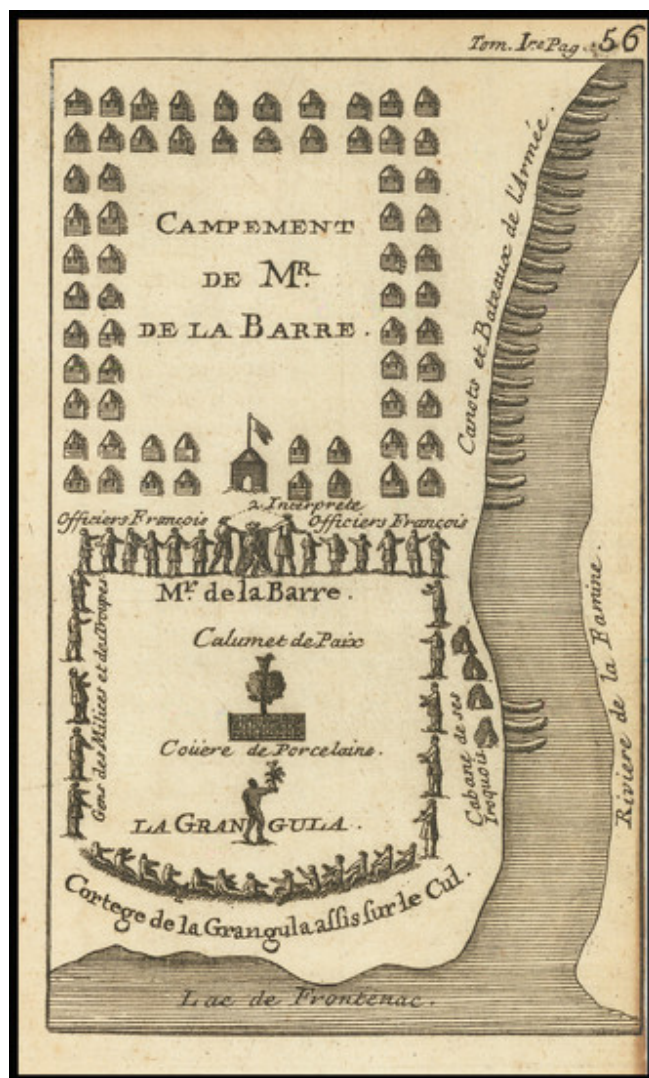 Tom. I.re Pag. 56
CAMPEMENT
DE MR.
DE LA BARRE.
Canots et Bateaux de l'Armée.
2 Interprete
Officiers François
Officiers François
Mr. de la Barre.
Gens des Milices et des Troupes
Calumet de Paix
Coüere de Porcelaine.
Cabane de ses
Iroquois
Riviere de la Famine.
LA GRANGULA.
Cortege de la Grangula assis sur le Cul.
Lac de Frontenac.